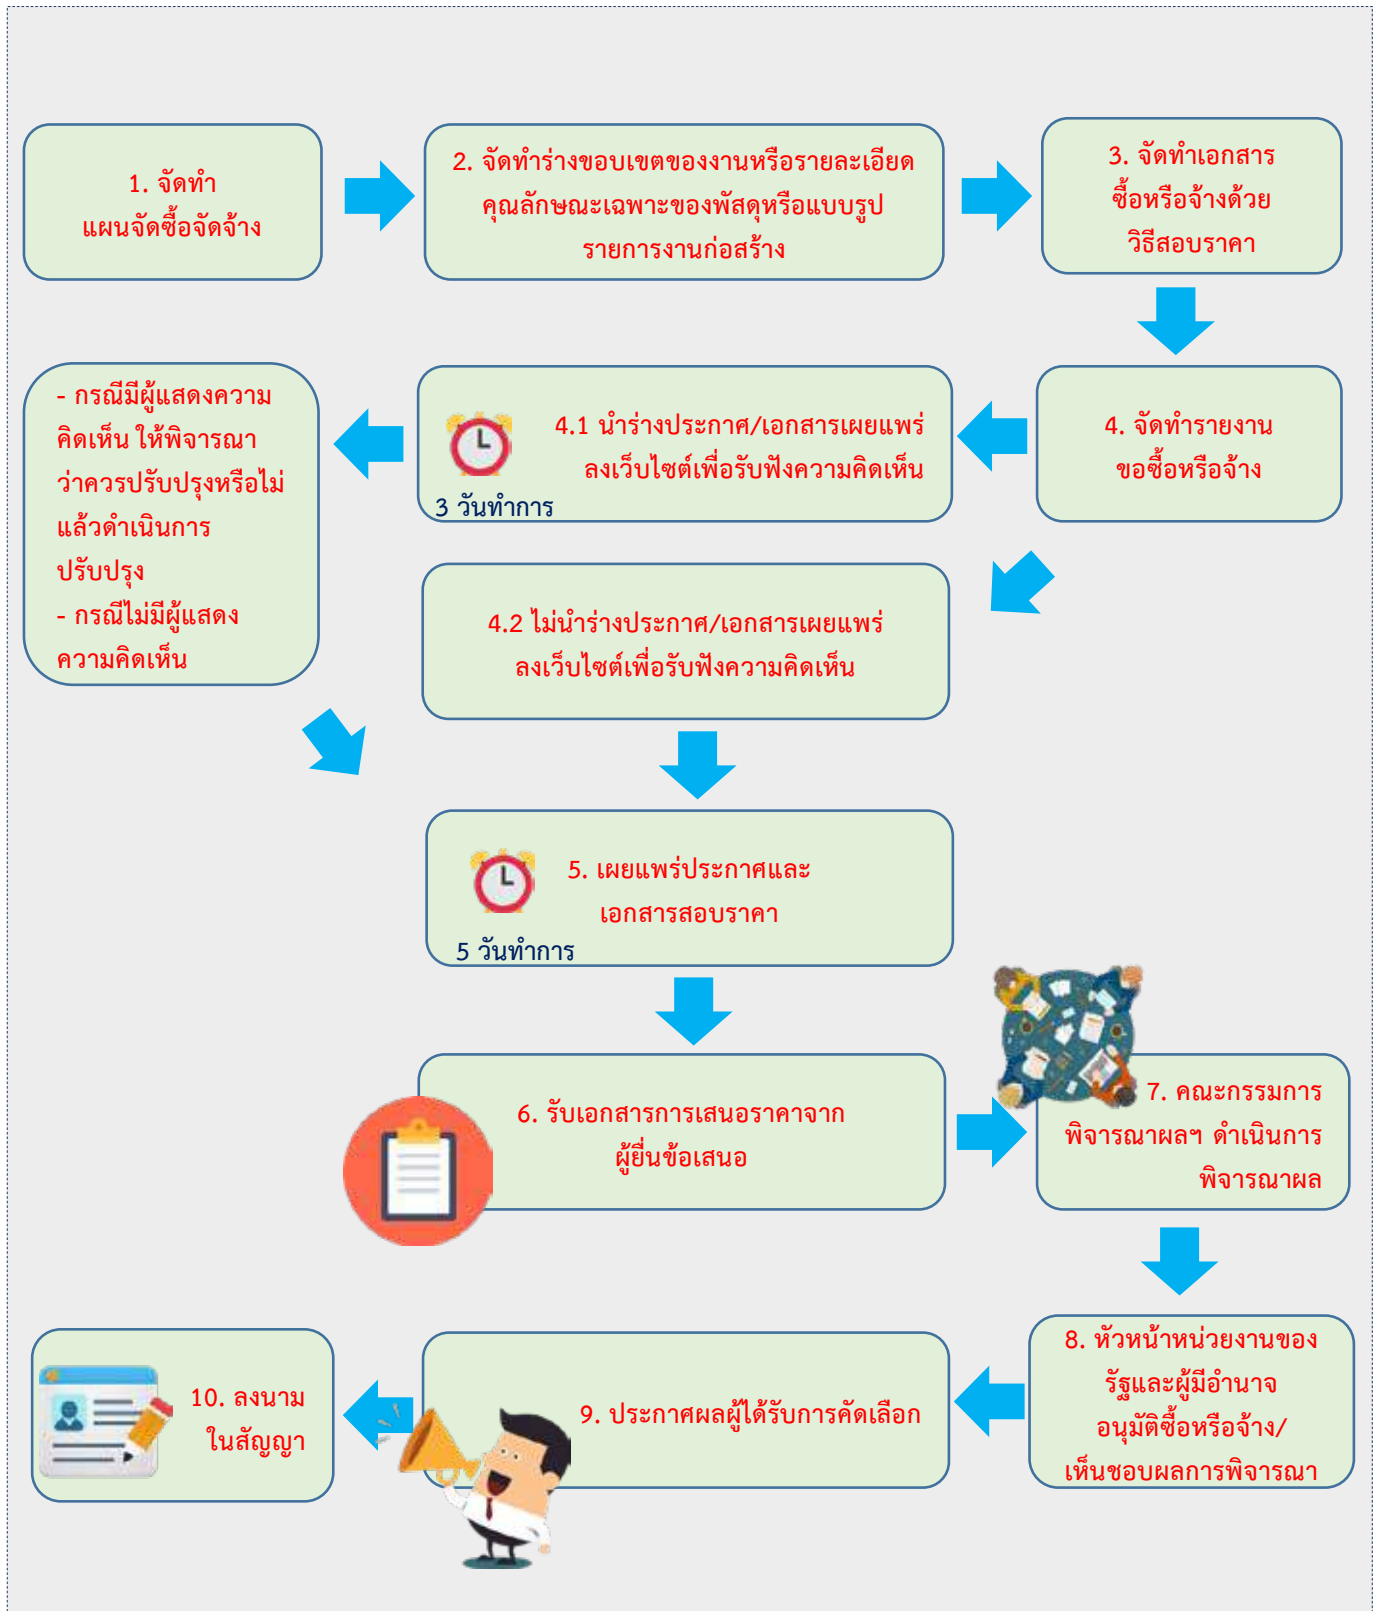 1. จัดทำ
แผนจัดซื้อจัดจ้าง
2. จัดทำร่างขอบเขตของงานหรือรายละเอียด
คุณลักษณะเฉพาะของพัสดุหรือแบบรูป
รายการงานก่อสร้าง
3. จัดทำเอกสาร
ซื้อหรือจ้างด้วย
วิธีสอบราคา
4. จัดทำรายงาน
ขอซื้อหรือจ้าง
4.1 นำร่างประกาศ/เอกสารเผยแพร่
ลงเว็บไซต์เพื่อรับฟังความคิดเห็น
3 วันทำการ
- กรณีมีผู้แสดงความ
คิดเห็น ให้พิจารณา
ว่าควรปรับปรุงหรือไม่
แล้วดำเนินการ
ปรับปรุง
- กรณีไม่มีผู้แสดง
ความคิดเห็น
4.2 ไม่นำร่างประกาศ/เอกสารเผยแพร่
ลงเว็บไซต์เพื่อรับฟังความคิดเห็น
5. เผยแพร่ประกาศและ
เอกสารสอบราคา
5 วันทำการ
6. รับเอกสารการเสนอราคาจาก
ผู้ยื่นข้อเสนอ
7. คณะกรรมการ
พิจารณาผลฯ ดำเนินการ
พิจารณาผล
8. หัวหน้าหน่วยงานของ
รัฐและผู้มีอำนาจ
อนุมัติซื้อหรือจ้าง/
เห็นชอบผลการพิจารณา
9. ประกาศผลผู้ได้รับการคัดเลือก
10. ลงนาม
ในสัญญา